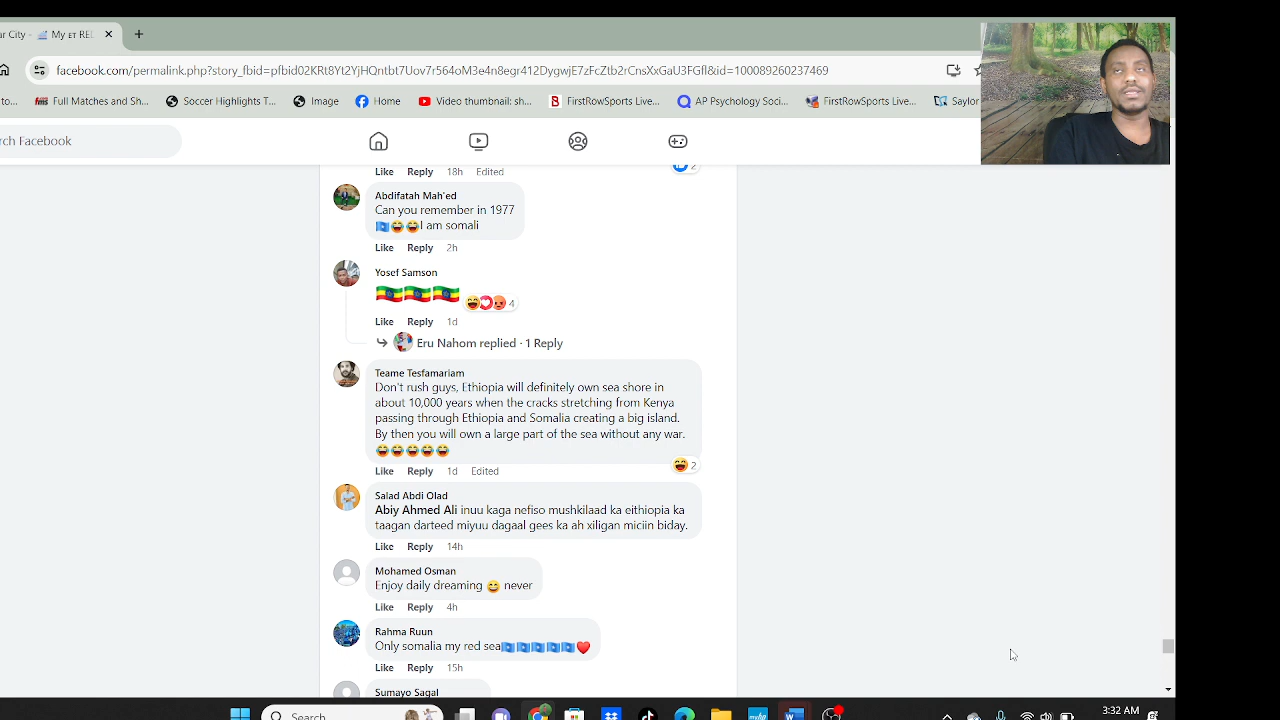 ar City - My ET REL
facebook.com/permalink.php?story_fbid=pfbid02KRt8Yt2YjHQntbt7Uov7r564oM3e4n8egr412DygwjE7zFcZtb2rCnsXxGaU3FGfl&id=100089260237469
to...
Full Matches and Sh...
Soccer Highlights T...
Image
Home
Video thumbnail: sh...
FirstRowSports Live...
AP Psychology Soci...
FirstRowSports Live...
Saylor
rch Facebook
Like Reply 18h Edited
2
Abdifatah Mah'ed
Can you remember in 1977
🇸🇴😂😂I am somali
Like Reply 2h
Yosef Samson
🇪🇹🇪🇹🇪🇹
4
Like Reply 1d
Eru Nahom replied · 1 Reply
Teame Tesfamariam
Don't rush guys, Ethiopia will definitely own sea shore in
about 10,000 years when the cracks stretching from Kenya
passing through Ethiopia and Somalia creating a big island.
By then you will own a large part of the sea without any war.
😂😂😂😂😂
2
Like Reply 1d Edited
Salad Abdi Olad
Abiy Ahmed Ali inuu kaga nefiso mushkilaad ka eithiopia ka
taagan darteed miyuu dagaal gees ka ah xiligan miciin biday.
Like Reply 14h
Mohamed Osman
Enjoy daily dreaming 😄 never
Like Reply 4h
Rahma Ruun
Only somalia my red sea🇸🇴🇸🇴🇸🇴🇸🇴🇸🇴❤️
Like Reply 15h
Sumayo Sagal
Search
3:32 AM